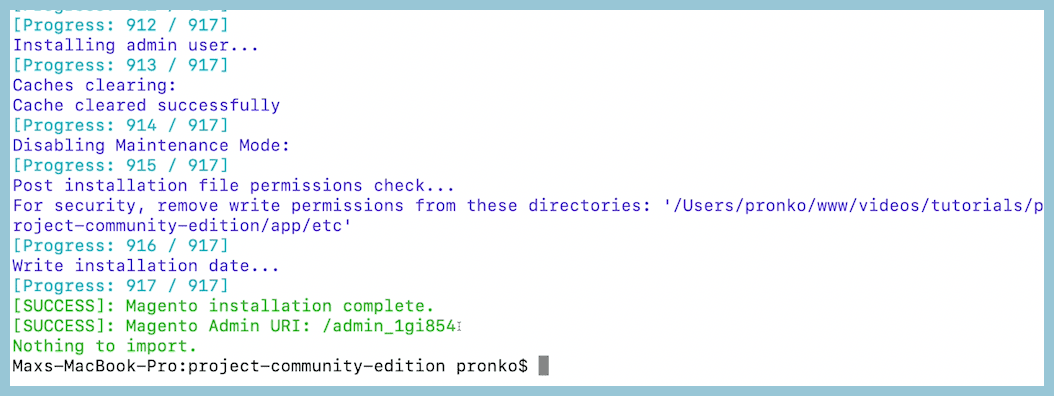 [Progress: 912 / 917]
Installing admin user...
[Progress: 913 / 917]
Caches clearing:
Cache cleared successfully
[Progress: 914 / 917]
Disabling Maintenance Mode:
[Progress: 915 / 917]
Post installation file permissions check...
For security, remove write permissions from these directories: '/Users/pronko/www/videos/tutorials/p
roject-community-edition/app/etc'
[Progress: 916 / 917]
Write installation date...
[Progress: 917 / 917]
[SUCCESS]: Magento installation complete.
[SUCCESS]: Magento Admin URI: /admin_1gi854
Nothing to import.
Maxs-MacBook-Pro:project-community-edition pronko$